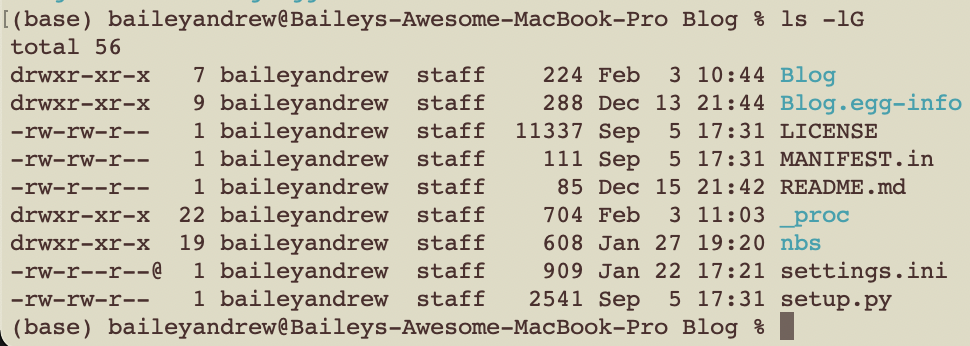 [(base) baileyandrew@Baileys-Awesome-MacBook-Pro Blog % ls -lG
total 56
drwxr-xr-x   7 baileyandrew  staff    224 Feb  3 10:44 Blog
drwxr-xr-x   9 baileyandrew  staff    288 Dec 13 21:44 Blog.egg-info
-rw-rw-r--   1 baileyandrew  staff  11337 Sep  5 17:31 LICENSE
-rw-rw-r--   1 baileyandrew  staff    111 Sep  5 17:31 MANIFEST.in
-rw-r--r--   1 baileyandrew  staff     85 Dec 15 21:42 README.md
drwxr-xr-x  22 baileyandrew  staff    704 Feb  3 11:03 _proc
drwxr-xr-x  19 baileyandrew  staff    608 Jan 27 19:20 nbs
-rw-r--r--@  1 baileyandrew  staff    909 Jan 22 17:21 settings.ini
-rw-rw-r--   1 baileyandrew  staff   2541 Sep  5 17:31 setup.py
(base) baileyandrew@Baileys-Awesome-MacBook-Pro Blog %